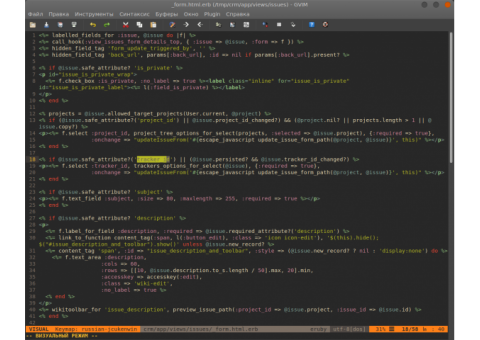 _form.html.erb (/tmp/crm/app/views/issues) - GVIM
Файл Правка Инструменты Синтаксис Буферы Окно Plugin Справка
1 <%= labelled_fields_for :issue, @issue do |f| %>
2 <%= call_hook(:view_issues_form_details_top, { :issue => @issue, :form => f }) %>
3 <%= hidden_field_tag 'form_update_triggered_by', '' %>
4 <%= hidden_field_tag 'back_url', params[:back_url], :id => nil if params[:back_url].present? %>
5
6 <% if @issue.safe_attribute? 'is_private' %>
7 <p id="issue_is_private_wrap">
8 <%= f.check_box :is_private, :no_label => true %><label class="inline" for="issue_is_private"
id="issue_is_private_label"><%= l(:field_is_private) %></label>
9 </p>
10 <% end %>
11
12 <% projects = @issue.allowed_target_projects(User.current, @project) %>
13 <% if (@issue.safe_attribute?('project_id') || @issue.project_id_changed?) && (@project.nil? || projects.length > 1 || @
issue.copy?) %>
14 <p><%= f.select :project_id, project_tree_options_for_select(projects, :selected => @issue.project), {:required => true},
15 :onchange => "updateIssueFrom('#{escape_javascript update_issue_form_path(@project, @issue)}', this)" %></p>
16 <% end %>
17
18 <% if @issue.safe_attribute?('tracker_id') || (@issue.persisted? && @issue.tracker_id_changed?) %>
19 <p><%= f.select :tracker_id, trackers_options_for_select(@issue), {:required => true},
20 :onchange => "updateIssueFrom('#{escape_javascript update_issue_form_path(@project, @issue)}', this)" %></p>
21 <% end %>
22
23 <% if @issue.safe_attribute? 'subject' %>
24 <p><%= f.text_field :subject, :size => 80, :maxlength => 255, :required => true %></p>
25 <% end %>
26
27 <% if @issue.safe_attribute? 'description' %>
28 <p>
29 <%= f.label_for_field :description, :required => @issue.required_attribute?('description') %>
30 <%= link_to_function content_tag(:span, l(:button_edit), :class => 'icon icon-edit'), '$(this).hide();
$("#issue_description_and_toolbar").show()' unless @issue.new_record? %>
31 <%= content_tag 'span', :id => "issue_description_and_toolbar", :style => (@issue.new_record? ? nil : 'display:none') do %>
32 <%= f.text_area :description,
33 :cols => 60,
34 :rows => [[10, @issue.description.to_s.length / 50].max, 20].min,
35 :accesskey => accesskey(:edit),
36 :class => 'wiki-edit',
37 :no_label => true %>
38 <% end %>
39 </p>
40 <%= wikitoolbar_for 'issue_description', preview_issue_path(:project_id => @issue.project, :issue_id => @issue.id) %>
41 <% end %>
42
VISUAL Keymap: russian-jcukenwin crm/app/views/issues/_form.html.erb eruby utf-8[unix] 31% 18/58
-- ВИЗУАЛЬНЫЙ РЕЖИМ --